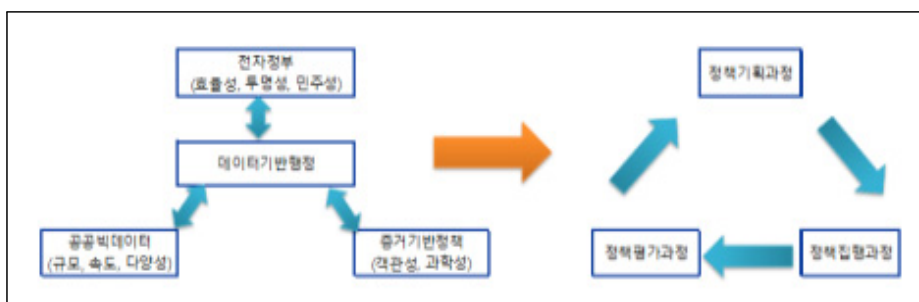 전자정부
(효율성, 투명성, 민주성)
데이터기반행정
공공빅데이터
(규모, 속도, 다양성)
증거기반정책
(객관성, 과학성)
정책기획과정
정책평가과정
정책집행과정